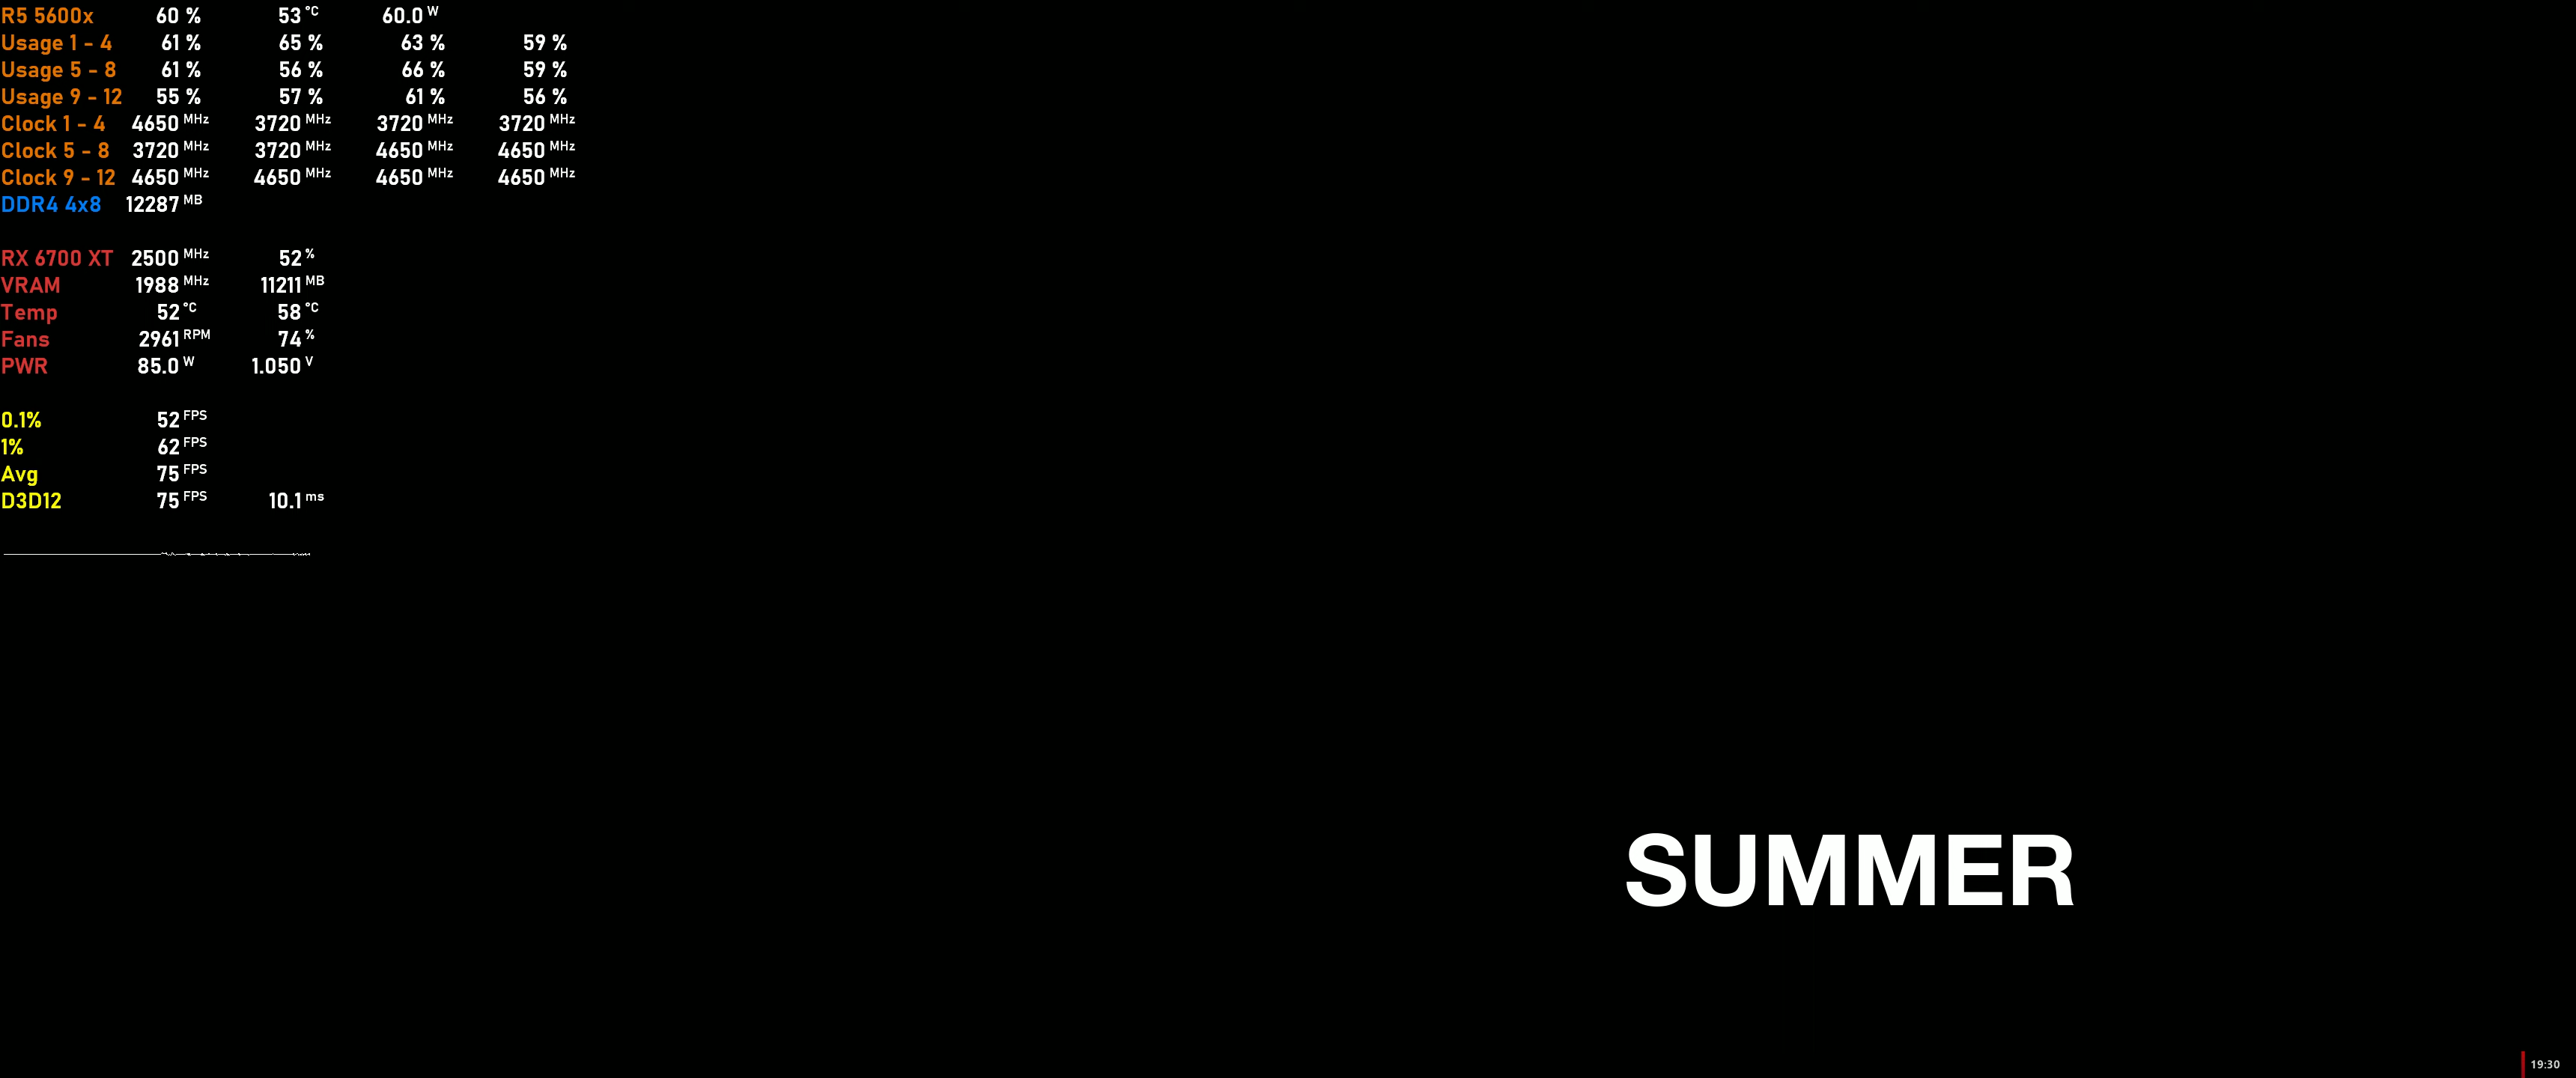 R5 5600x 60 % 53 °C 60.0 W
Usage 1 - 4 61 % 65 % 63 % 59 %
Usage 5 - 8 61 % 56 % 66 % 59 %
Usage 9 - 12 55 % 57 % 61 % 56 %
Clock 1 - 4 4650 MHz 3720 MHz 3720 MHz 3720 MHz
Clock 5 - 8 3720 MHz 3720 MHz 4650 MHz 4650 MHz
Clock 9 - 12 4650 MHz 4650 MHz 4650 MHz 4650 MHz
DDR4 4x8 12287 MB
RX 6700 XT 2500 MHz 52 %
VRAM 1988 MHz 11211 MB
Temp 52 °C 58 °C
Fans 2961 RPM 74 %
PWR 85.0 W 1.050 V
0.1% 52 FPS
1% 62 FPS
Avg 75 FPS
D3D12 75 FPS 10.1 ms
SUMMER
19:30